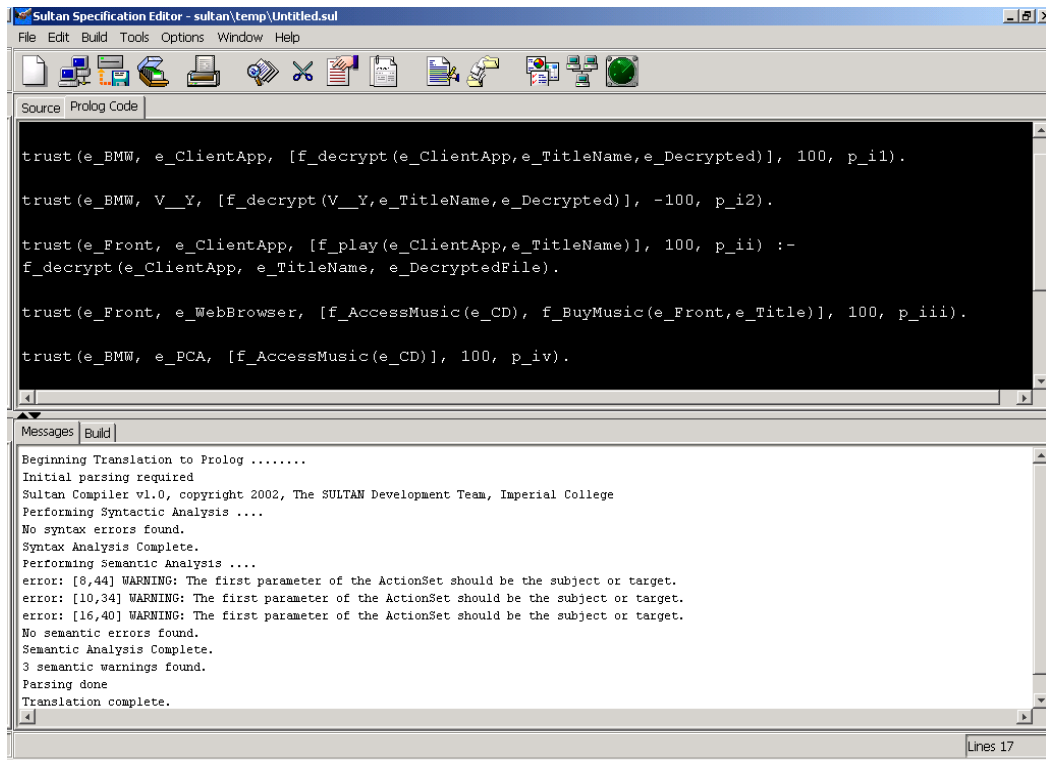 Sultan Specification Editor - sultan\temp\Untitled.sul
File Edit Build Tools Options Window Help
Source Prolog Code
trust(e_BMW, e_ClientApp, [f_decrypt(e_ClientApp,e_TitleName,e_Decrypted)], 100, p_i1).
trust(e_BMW, V__Y, [f_decrypt(V__Y,e_TitleName,e_Decrypted)], -100, p_i2).
trust(e_Front, e_ClientApp, [f_play(e_ClientApp,e_TitleName)], 100, p_ii) :-
f_decrypt(e_ClientApp, e_TitleName, e_DecryptedFile).
trust(e_Front, e_WebBrowser, [f_AccessMusic(e_CD), f_BuyMusic(e_Front,e_Title)], 100, p_iii).
trust(e_BMW, e_PCA, [f_AccessMusic(e_CD)], 100, p_iv).
Messages Build
Beginning Translation to Prolog ........
Initial parsing required
Sultan Compiler v1.0, copyright 2002, The SULTAN Development Team, Imperial College
Performing Syntactic Analysis ....
No syntax errors found.
Syntax Analysis Complete.
Performing Semantic Analysis ....
error: [8,44] WARNING: The first parameter of the ActionSet should be the subject or target.
error: [10,34] WARNING: The first parameter of the ActionSet should be the subject or target.
error: [16,40] WARNING: The first parameter of the ActionSet should be the subject or target.
No semantic errors found.
Semantic Analysis Complete.
3 semantic warnings found.
Parsing done
Translation complete.
Lines 17